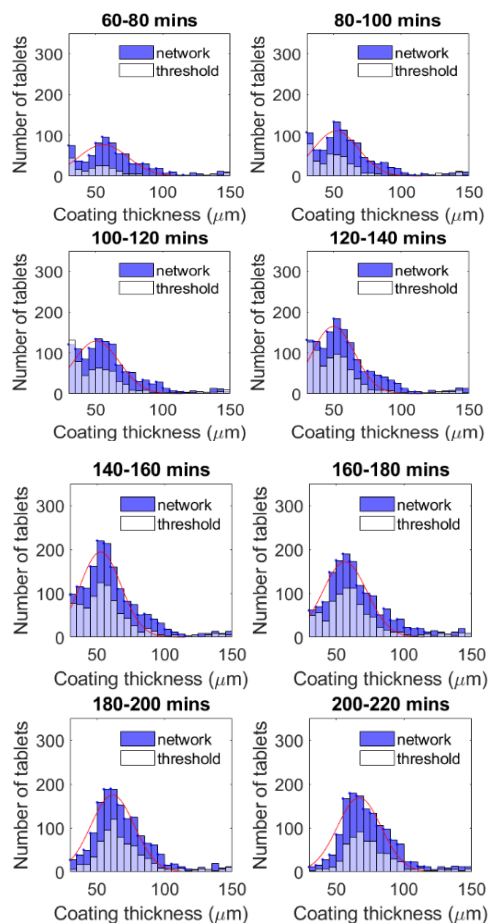 60-80 mins
80-100 mins
Number of tablets
300
200
100
0
network
threshold
50
100
150
Coating thickness (μm)
Number of tablets
300
200
100
0
network
threshold
50
100
150
Coating thickness (μm)
100-120 mins
120-140 mins
Number of tablets
300
200
100
0
network
threshold
50
100
150
Coating thickness (μm)
Number of tablets
300
200
100
0
network
threshold
50
100
150
Coating thickness (μm)
140-160 mins
160-180 mins
Number of tablets
300
200
100
0
network
threshold
50
100
150
Coating thickness (μm)
Number of tablets
300
200
100
0
network
threshold
50
100
150
Coating thickness (μm)
180-200 mins
200-220 mins
Number of tablets
300
200
100
0
network
threshold
50
100
150
Coating thickness (μm)
Number of tablets
300
200
100
0
network
threshold
50
100
150
Coating thickness (μm)